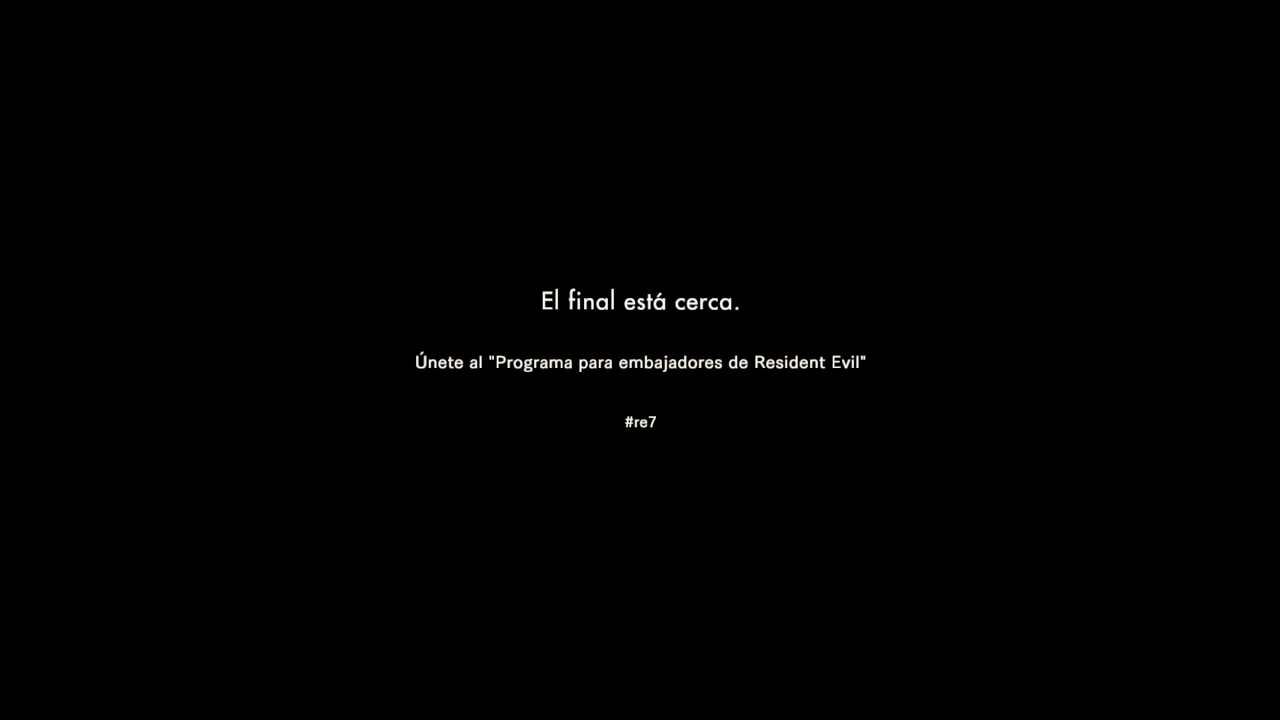 El final está cerca.
Únete al "Programa para embajadores de Resident Evil"
#re7